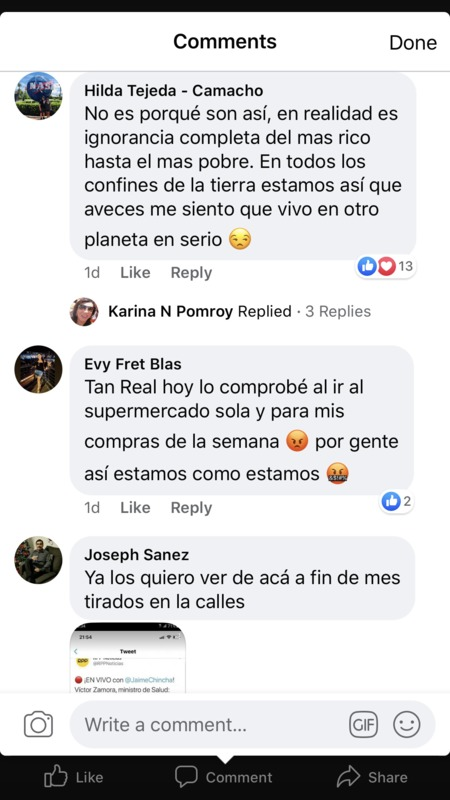 Comments
Done
Hilda Tejeda - Camacho
No es porqué son así, en realidad es
ignorancia completa del mas rico
hasta el mas pobre. En todos los
confines de la tierra estamos así que
aveces me siento que vivo en otro
planeta en serio 😒
1d Like Reply
13
Karina N Pomroy Replied · 3 Replies
Evy Fret Blas
Tan Real hoy lo comprobé al ir al
supermercado sola y para mis
compras de la semana 😡 por gente
así estamos como estamos 🤬
1d Like Reply
2
Joseph Sanez
Ya los quiero ver de acá a fin de mes
tirados en la calles
21:54
Tweet
@RPPNoticias
🔴 ¡EN VIVO con @JaimeChincha!
Víctor Zamora, ministro de Salud:
Write a comment...
GIF
Like
Comment
Share